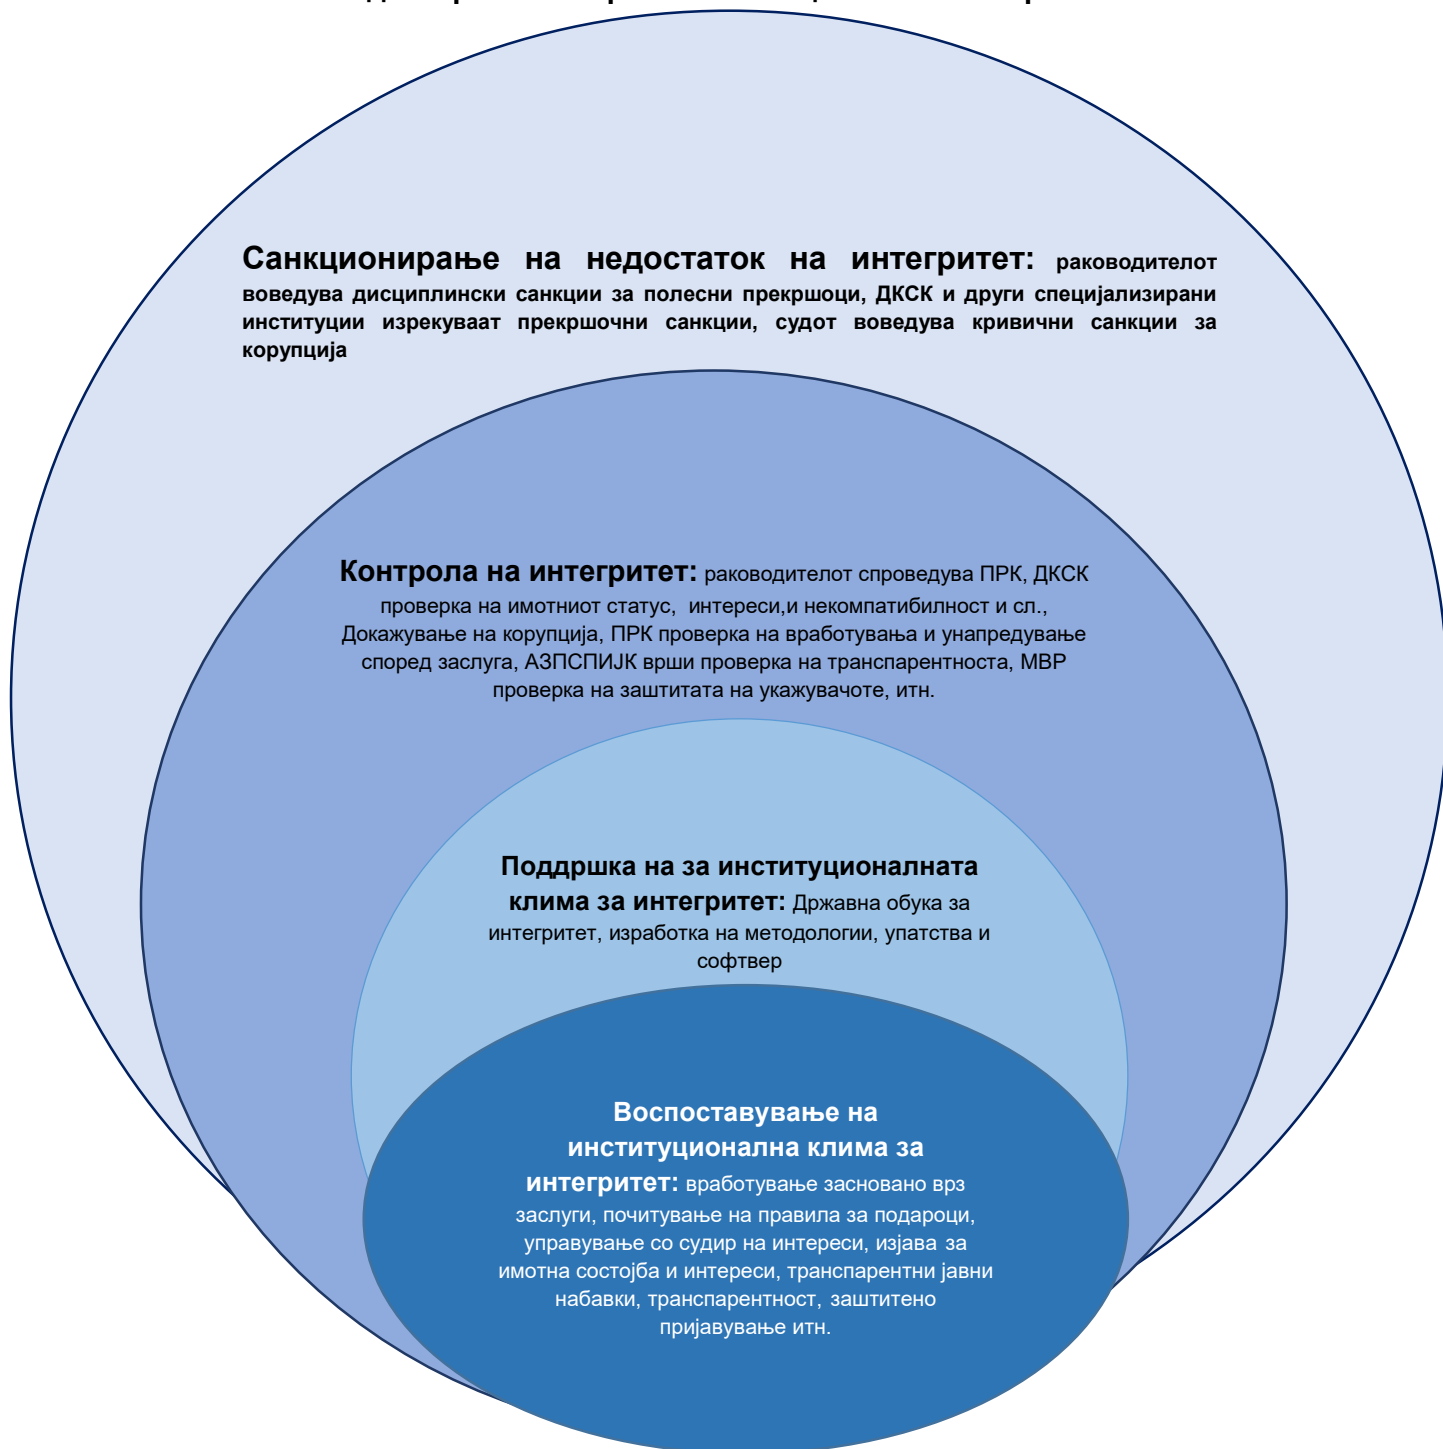 Санкционирање на недостаток на интегритет: раководителот
воведува дисциплински санкции за полесни прекршоци, ДКСК и други специјализирани
институции изрекуваат прекршочни санкции, судот воведува кривични санкции за
корупција
Контрола на интегритет: раководителот спроведува ПРК, ДКСК
проверка на имотниот статус, интереси,и некомпатибилност и сл.,
Докажување на корупција, ПРК проверка на вработувања и унапредување
според заслуга, АЗПСПИЈК врши проверка на транспарентноста, МВР
проверка на заштитата на укажувачоте, итн.
Поддршка на за институционалната
клима за интегритет: Државна обука за
интегритет, изработка на методологии, упатства и
софтвер
Воспоставување на
институционална клима за
интегритет: вработување засновано врз
заслуги, почитување на правила за подароци,
управување со судир на интереси, изјава за
имотна состојба и интереси, транспарентни јавни
набавки, транспарентност, заштитено
пријавување итн.